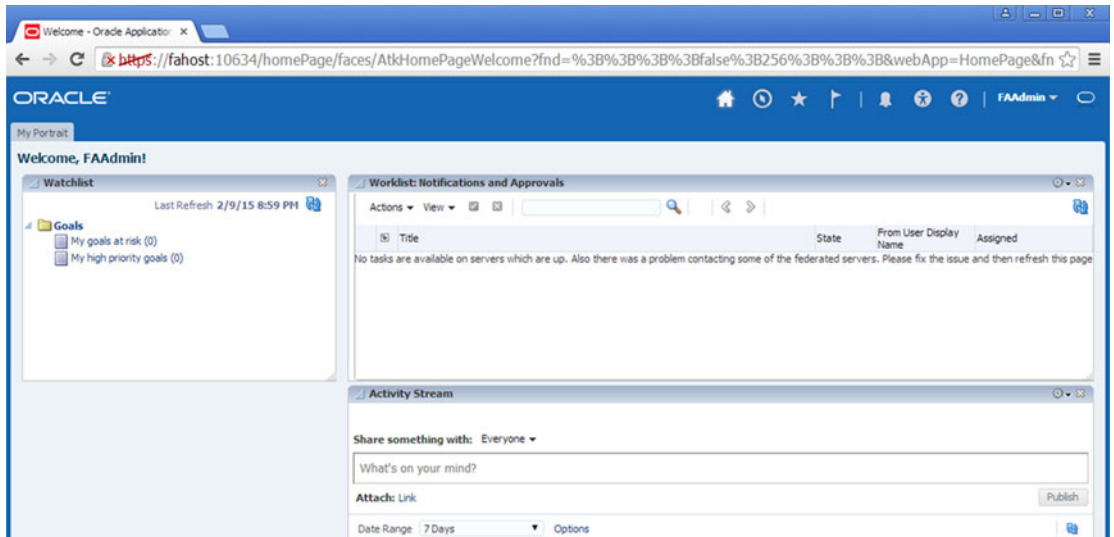 Welcome - Oracle Application
https://fahost:10634/homePage/faces/AtkHomePageWelcome?fnd=%3B%3B%3B%3Bfalse%3B256%3B%3B%3B&webApp=HomePage&fn
ORACLE
FAAdmin
My Portrait
Welcome, FAAdmin!
Watchlist
Last Refresh 2/9/15 8:59 PM
Goals
My goals at risk (0)
My high priority goals (0)
Worklist: Notifications and Approvals
Actions View
Title State From User Display Name Assigned
No tasks are available on servers which are up. Also there was a problem contacting some of the federated servers. Please fix the issue and then refresh this page
Activity Stream
Share something with: Everyone
What's on your mind?
Attach: Link
Publish
Date Range 7 Days Options